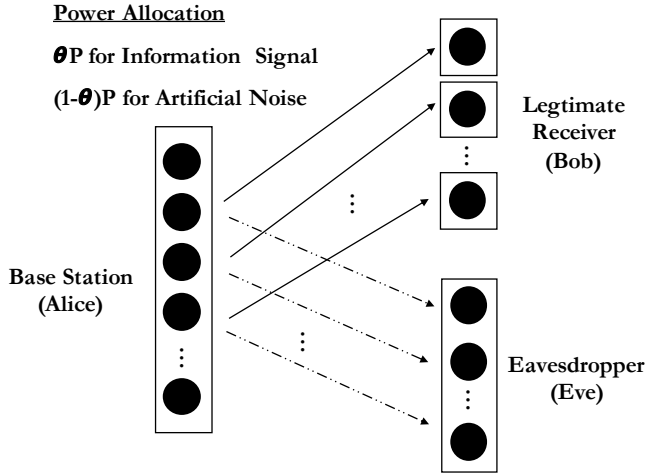 Power Allocation
θP for Information Signal
(1-θ)P for Artificial Noise
Legtimate
Receiver
(Bob)
Base Station
(Alice)
Eavesdropper
(Eve)